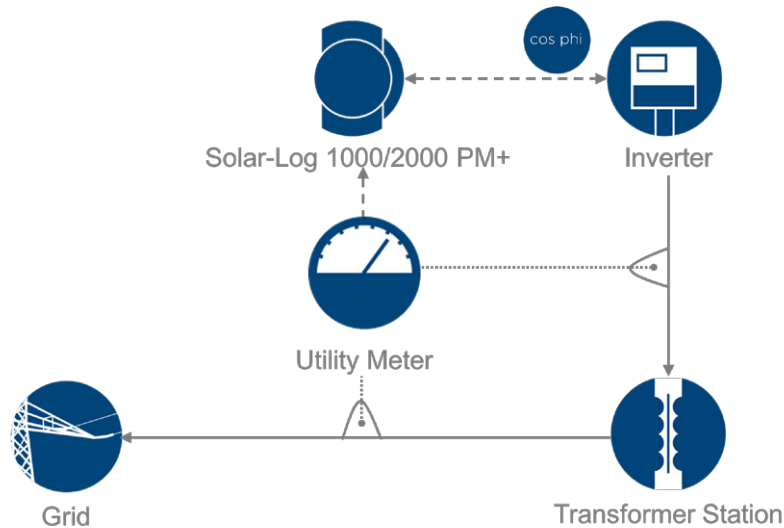 cos phi
Solar-Log 1000/2000 PM+
Inverter
Utility Meter
Grid
Transformer Station